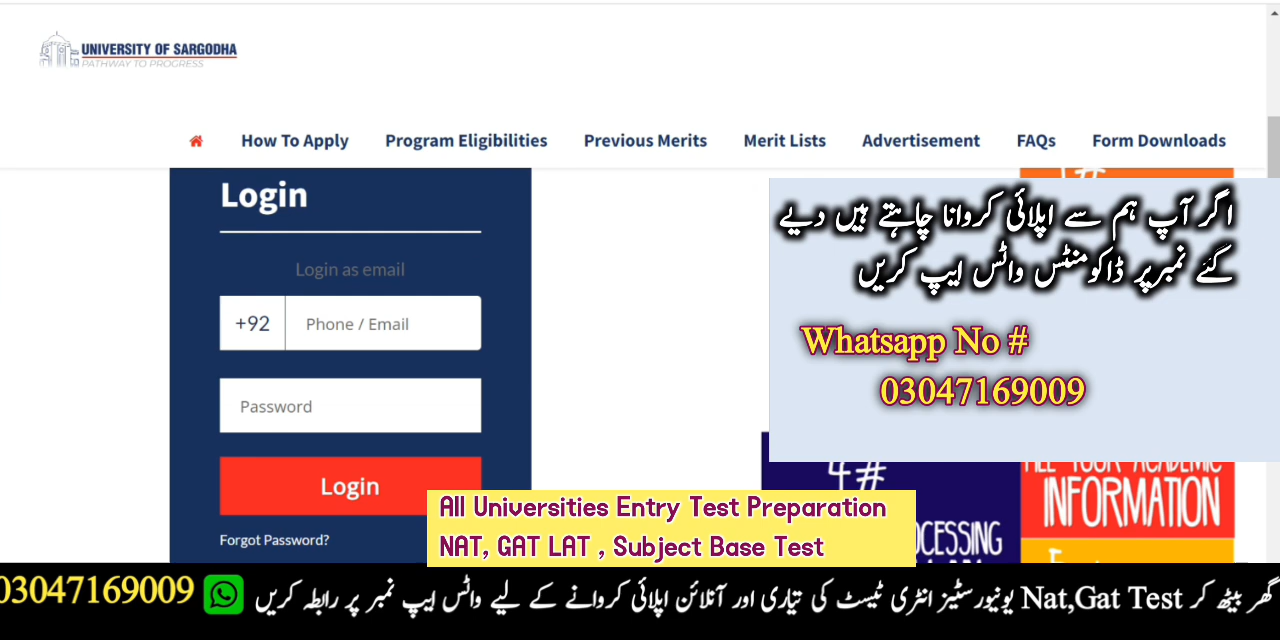 UNIVERSITY OF SARGODHA
PATHWAY TO PROGRESS
How To Apply Program Eligibilities Previous Merits Merit Lists Advertisement FAQs Form Downloads
Login
Login as email
+92 Phone / Email
Password
Login
Forgot Password?
اگر آپ ہم سے اپلائی کروانا چاہتے ہیں دیے
گئے نمبر پر ڈاکومنٹس واٹس ایپ کریں
Whatsapp No #
03047169009
4#
INFORMATION
All Universities Entry Test Preparation
NAT, GAT LAT , Subject Base Test
گھر بیٹھ کر Nat,Gat Test یونیورسٹیز انٹری ٹیسٹ کی تیاری اور آنلائن اپلائی کروانے کے لیے واٹس ایپ نمبر پر رابطہ کریں 03047169009